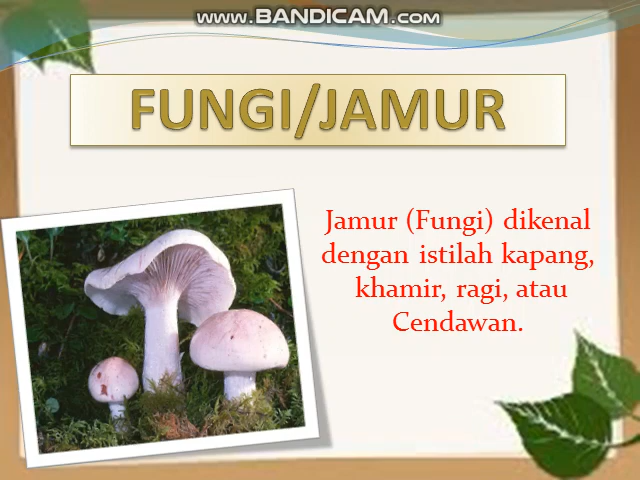 www.BANDICAM.com
FUNGI/JAMUR
Jamur (Fungi) dikenal
dengan istilah kapang,
khamir, ragi, atau
Cendawan.